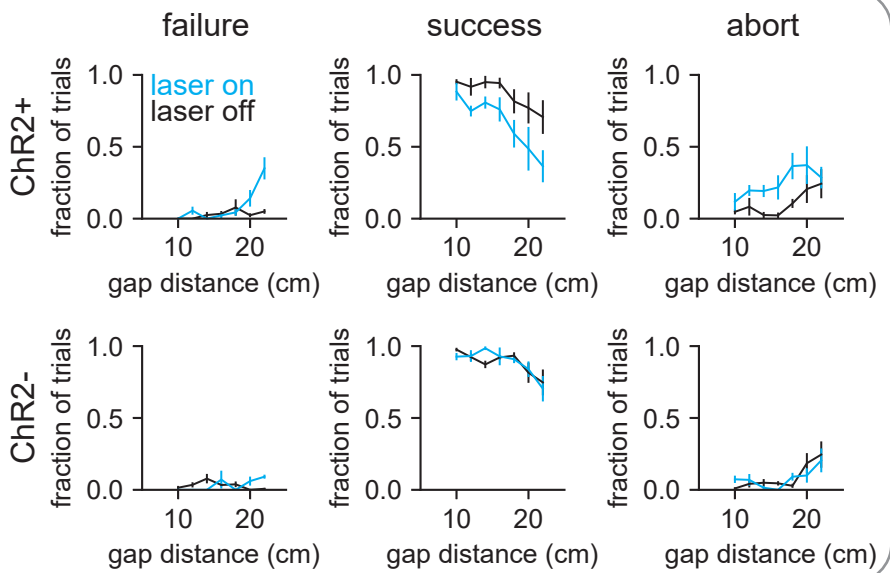 failure success abort
ChR2+
fraction of trials
1.0
0.5
0.0
laser on
laser off
10 20
gap distance (cm)
fraction of trials
1.0
0.5
0.0
10 20
gap distance (cm)
fraction of trials
1.0
0.5
0.0
10 20
gap distance (cm)
ChR2-
fraction of trials
1.0
0.5
0.0
10 20
gap distance (cm)
fraction of trials
1.0
0.5
0.0
10 20
gap distance (cm)
fraction of trials
1.0
0.5
0.0
10 20
gap distance (cm)